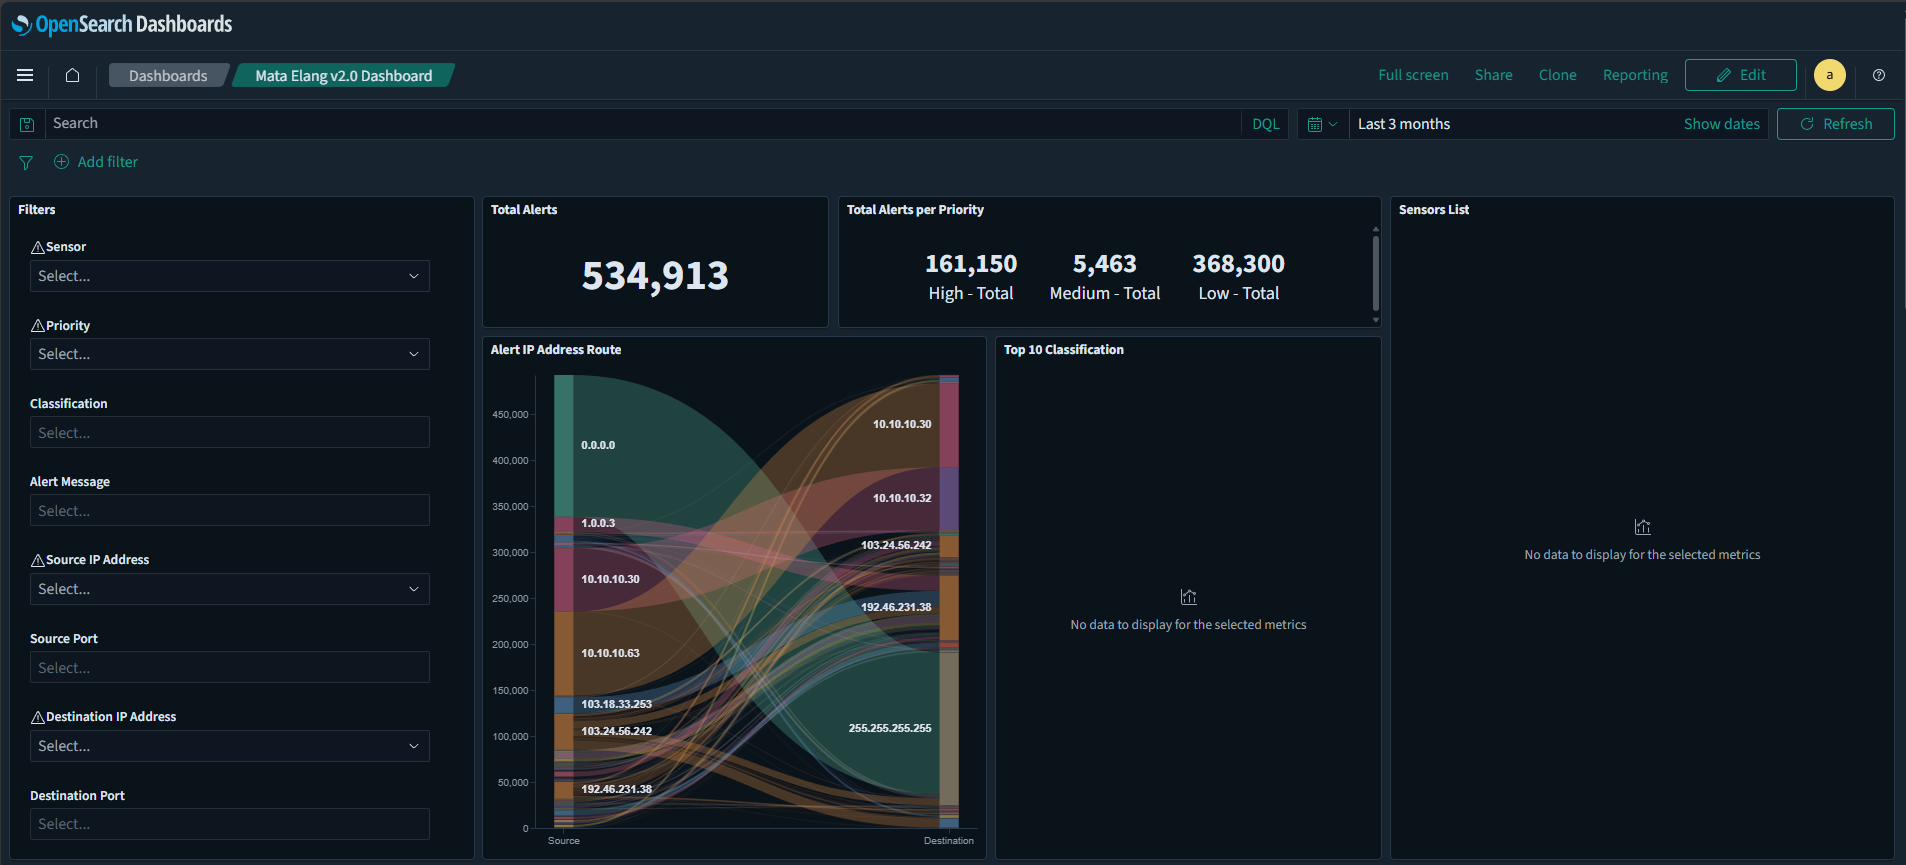 OpenSearch Dashboards
Dashboards
Mata Elang v2.0 Dashboard
Full screen
Share
Clone
Reporting
Edit
a
Search
DQL
Last 3 months
Show dates
Refresh
Add filter
Filters
Sensor
Select...
Priority
Select...
Classification
Select...
Alert Message
Select...
Source IP Address
Select...
Source Port
Select...
Destination IP Address
Select...
Destination Port
Select...
Total Alerts
534,913
Total Alerts per Priority
161,150
High - Total
5,463
Medium - Total
368,300
Low - Total
Alert IP Address Route
450,000
400,000
350,000
300,000
250,000
200,000
150,000
100,000
50,000
0
0.0.0.0
1.0.0.3
10.10.10.30
10.10.10.63
103.18.33.253
103.24.56.242
192.46.231.38
10.10.10.30
10.10.10.32
103.24.56.242
192.46.231.38
255.255.255.255
Source
Destination
Top 10 Classification
No data to display for the selected metrics
Sensors List
No data to display for the selected metrics